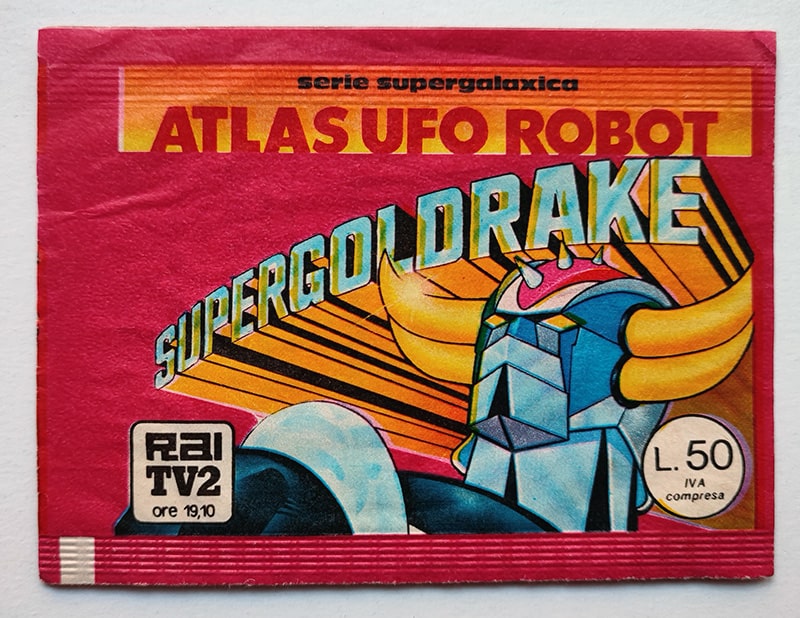 serie supergalaxica
ATLAS UFO ROBOT
SUPERGOLDRAKE
RAI
TV2
ore 19,10
L. 50
IVA
compresa